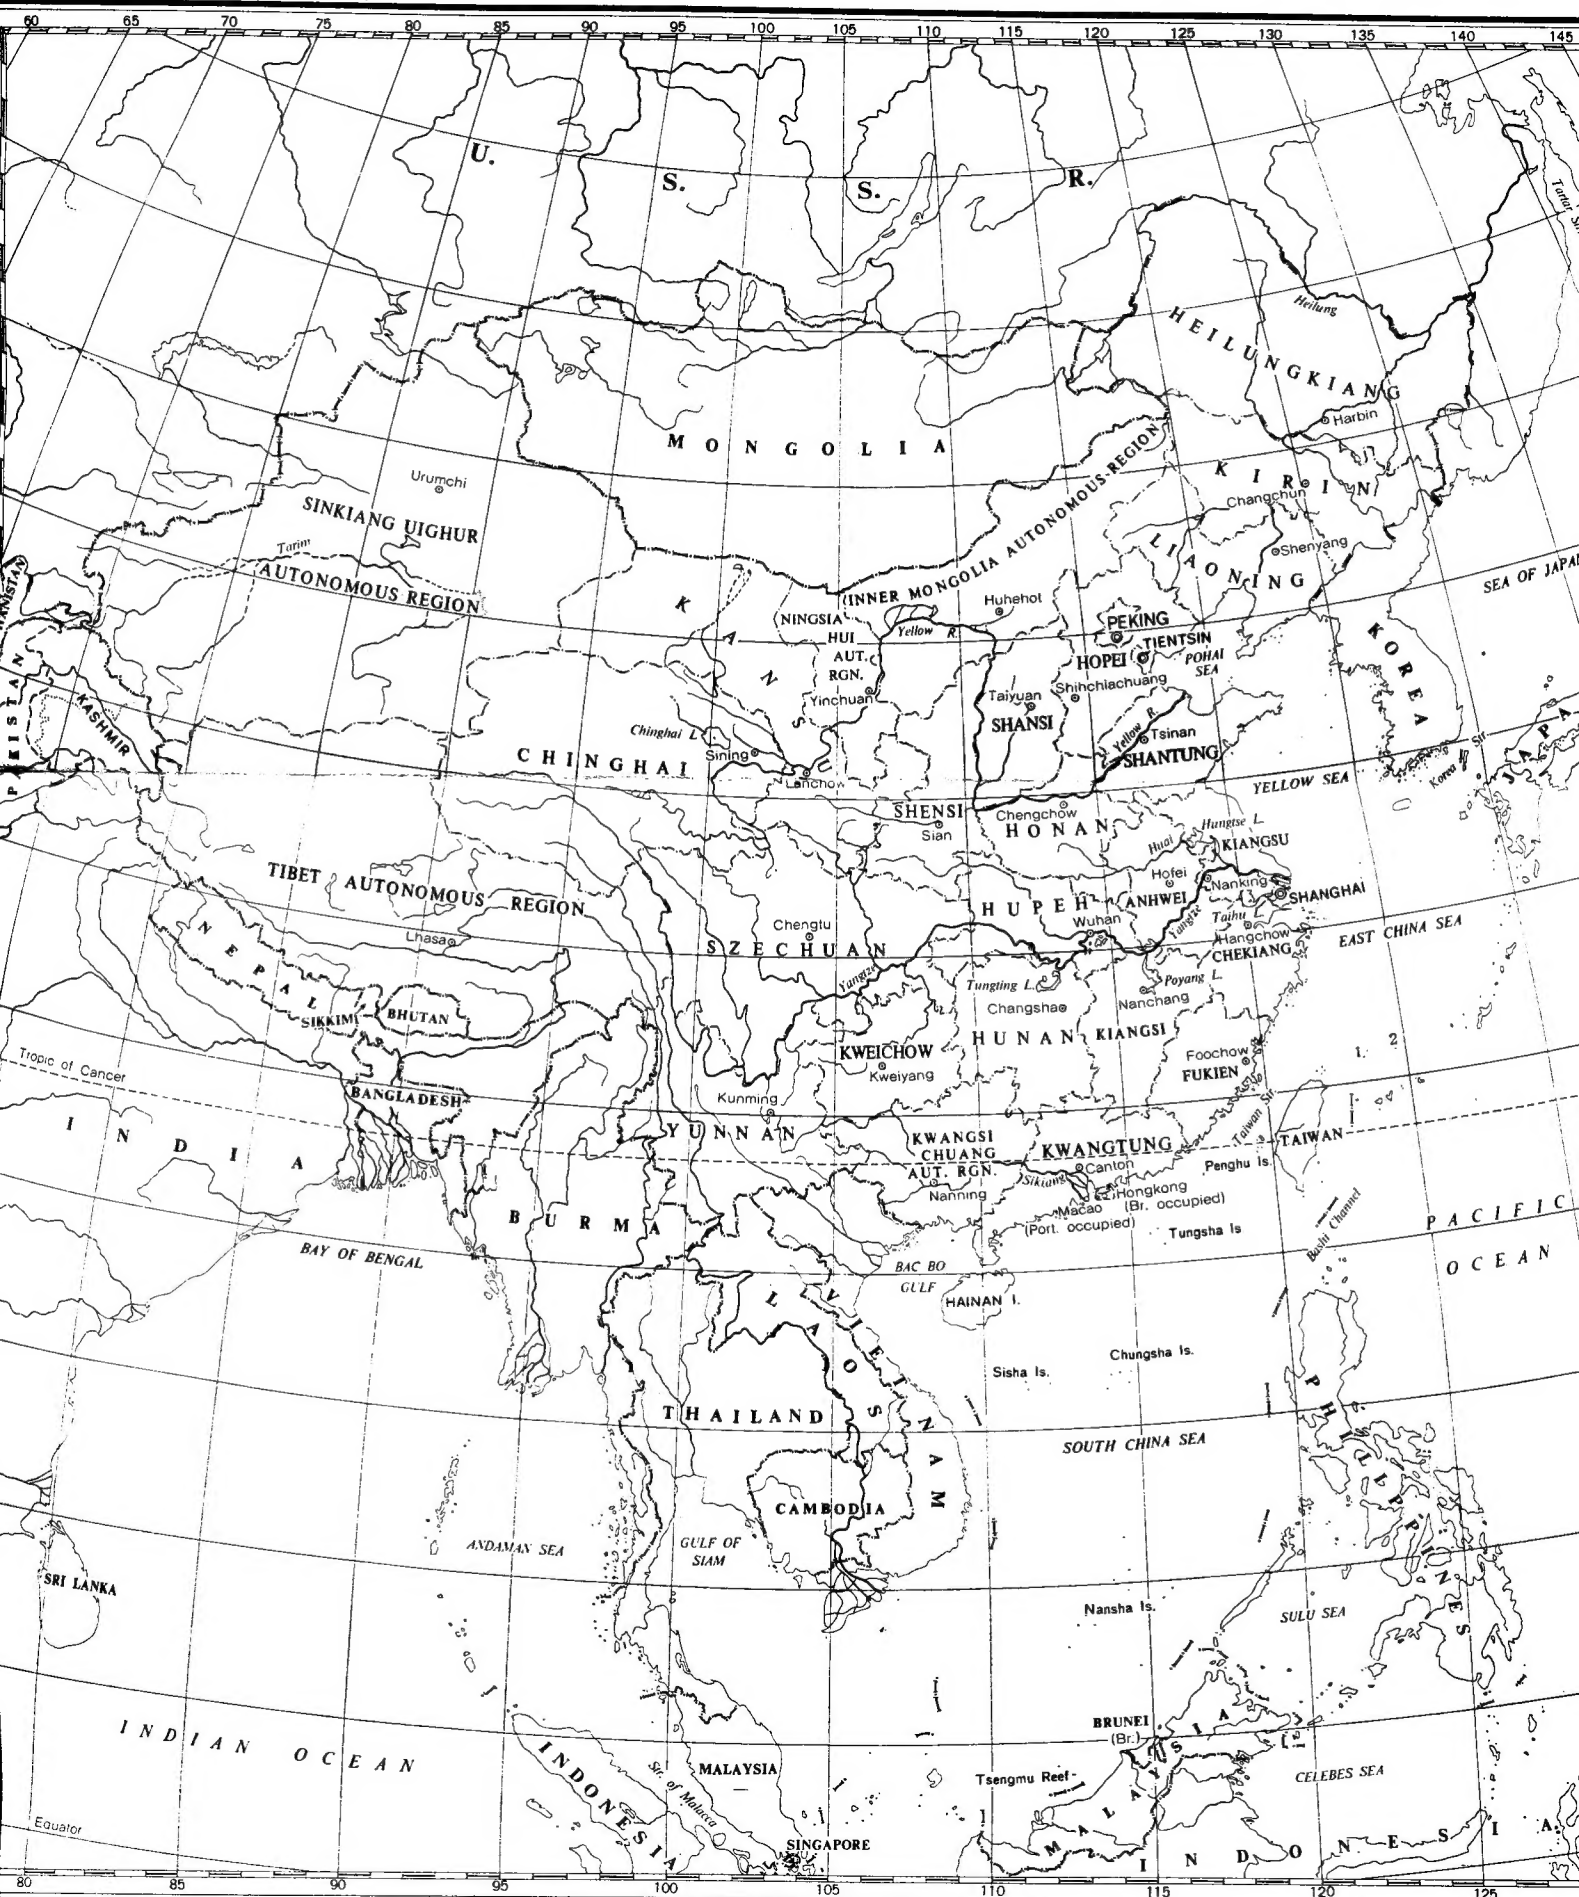 60 65 70 75 80 85 90 95 100 105 110 115 120 125 130 135 140 145
U. S. S. R.
Tartar
HEILUNGKIANG
Heilung
Harbin
MONGOLIA
KIRIN
Changchun
Urumchi
SINKIANG UIGHUR
AUTONOMOUS REGION
Tarim
INNER MONGOLIA AUTONOMOUS REGION
LIAONING
Shenyang
SEA OF JAPAN
KANSU
NINGSIA
HUI
AUT.
RGN.
Yinchuan
Yellow R.
Huhehot
PEKING
TIENTSIN
HOPEI
POHAI
SEA
Shihchiachuang
Taiyuan
SHANSI
KOREA
PAKISTAN
KASHMIR
Chinghai L.
Sining
CHINGHAI
Lanchow
Yellow R.
Tsinan
SHANTUNG
YELLOW SEA
Korea Str.
JAPA
SHENSI
Sian
Chengchow
HONAN
Hungtse L.
Huai
KIANGSU
TIBET AUTONOMOUS REGION
Lhasa
HUPEH
Hofei
ANHWEI
Nanking
SHANGHAI
Wuhan
Yangtze
Taihu L.
Hangchow
CHEKIANG
EAST CHINA SEA
Chengtu
SZECHUAN
Yangtze
NEPAL
SIKKIM
BHUTAN
Tungting L.
Changsha
Poyang L.
Nanchang
HUNAN
KIANGSI
KWEICHOW
Kweiyang
Foochow
FUKIEN
1. 2
Tropic of Cancer
BANGLADESH
Kunming
YUNNAN
Taiwan Str.
TAIWAN
INDIA
KWANGSI
CHUANG
AUT. RGN.
Nanning
KWANGTUNG
Canton
Sikiang
Penghu Is.
Hongkong
(Br. occupied)
Macao
(Port. occupied)
Tungsha Is
BURMA
BAY OF BENGAL
BAC BO
GULF
HAINAN I.
Bashi Channel
PACIFIC
OCEAN
LAOS
VIET NAM
Sisha Is.
Chungsha Is.
THAILAND
SOUTH CHINA SEA
PHILIPPINES
CAMBODIA
ANDAMAN SEA
GULF OF
SIAM
SRI LANKA
Nansha Is.
SULU SEA
INDIAN OCEAN
BRUNEI
(Br.)
MALAYSIA
INDONESIA
Str. of Malacca
MALAYSIA
Tsengmu Reef
CELEBES SEA
Equator
SINGAPORE
INDONESIA
80 85 90 95 100 105 110 115 120 125